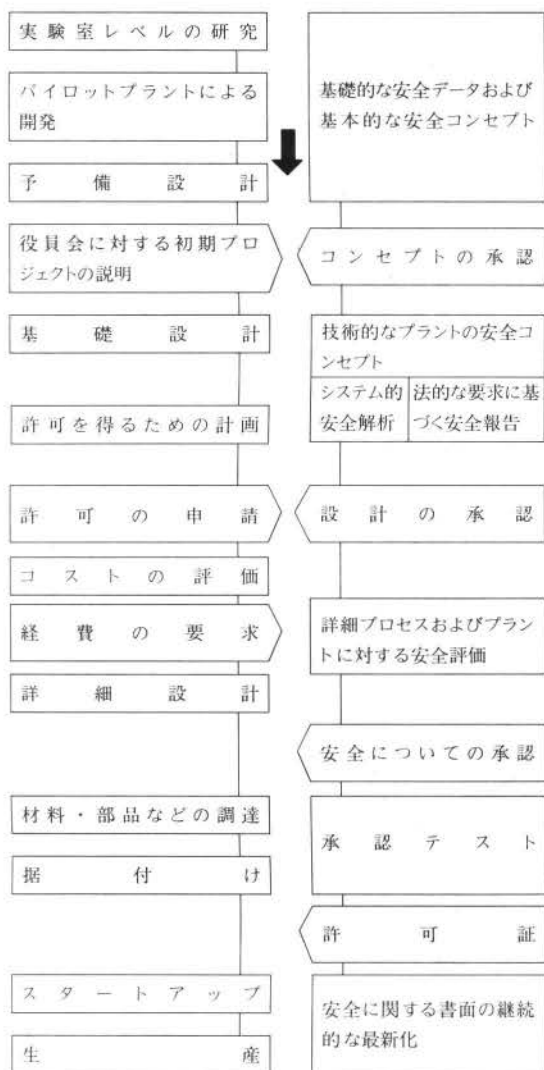 実験室レベルの研究
パイロットプラントによる
開発
予備設計
役員会に対する初期プロ
ジェクトの説明
基礎設計
許可を得るための計画
許可の申請
コストの評価
経費の要求
詳細設計
材料・部品などの調達
据付け
スタートアップ
生産
基礎的な安全データおよび
基本的な安全コンセプト
コンセプトの承認
技術的なプラントの安全コ
ンセプト
システム的
安全解析
法的な要求に基
づく安全報告
設計の承認
詳細プロセスおよびプラン
トに対する安全評価
安全についての承認
承認テスト
許可証
安全に関する書面の継続
的な最新化